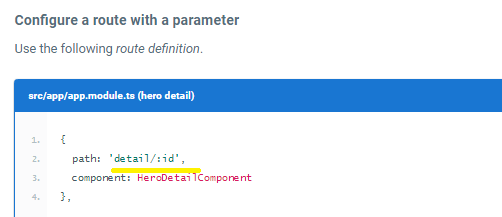 Configure a route with a parameter
Use the following route definition.
src/app/app.module.ts (hero detail)
1. {
2. path: 'detail/:id',
3. component: HeroDetailComponent
4. },